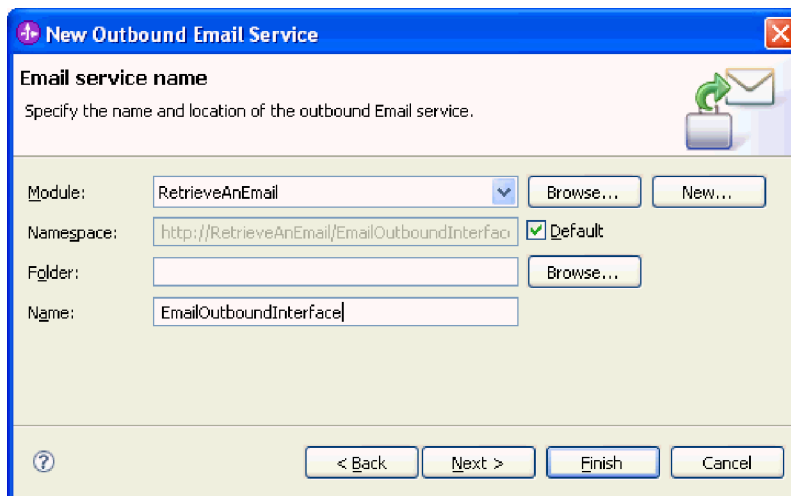 New Outbound Email Service
Email service name
Specify the name and location of the outbound Email service.
Module: RetrieveAnEmail Browse... New...
Namespace: http://RetrieveAnEmail/EmailOutboundInterfac Default
Folder: Browse...
Name: EmailOutboundInterface
? < Back Next > Finish Cancel